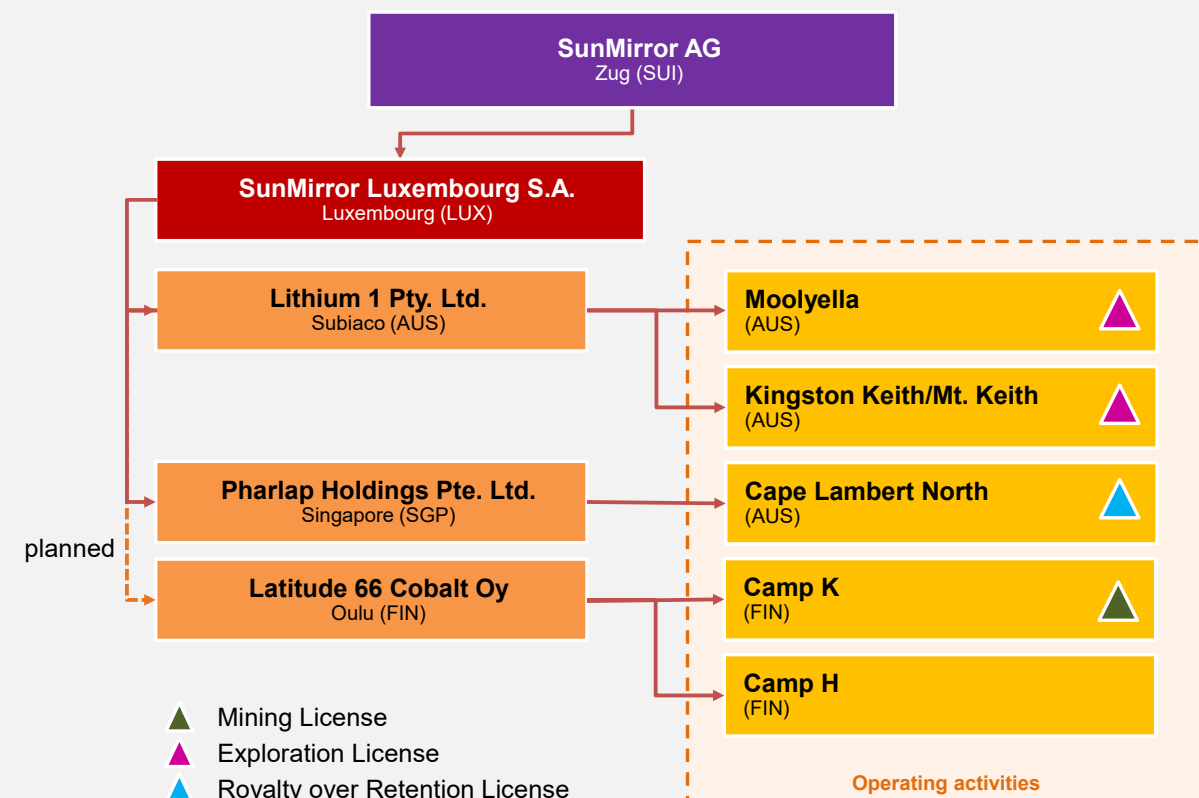 SunMirror AG
Zug (SUI)
SunMirror Luxembourg S.A.
Luxembourg (LUX)
Lithium 1 Pty. Ltd.
Subiaco (AUS)
Moolyella
(AUS)
Kingston Keith/Mt. Keith
(AUS)
Pharlap Holdings Pte. Ltd.
Singapore (SGP)
Cape Lambert North
(AUS)
planned
Latitude 66 Cobalt Oy
Oulu (FIN)
Camp K
(FIN)
Camp H
(FIN)
Mining License
Exploration License
Royalty over Retention License
Operating activities